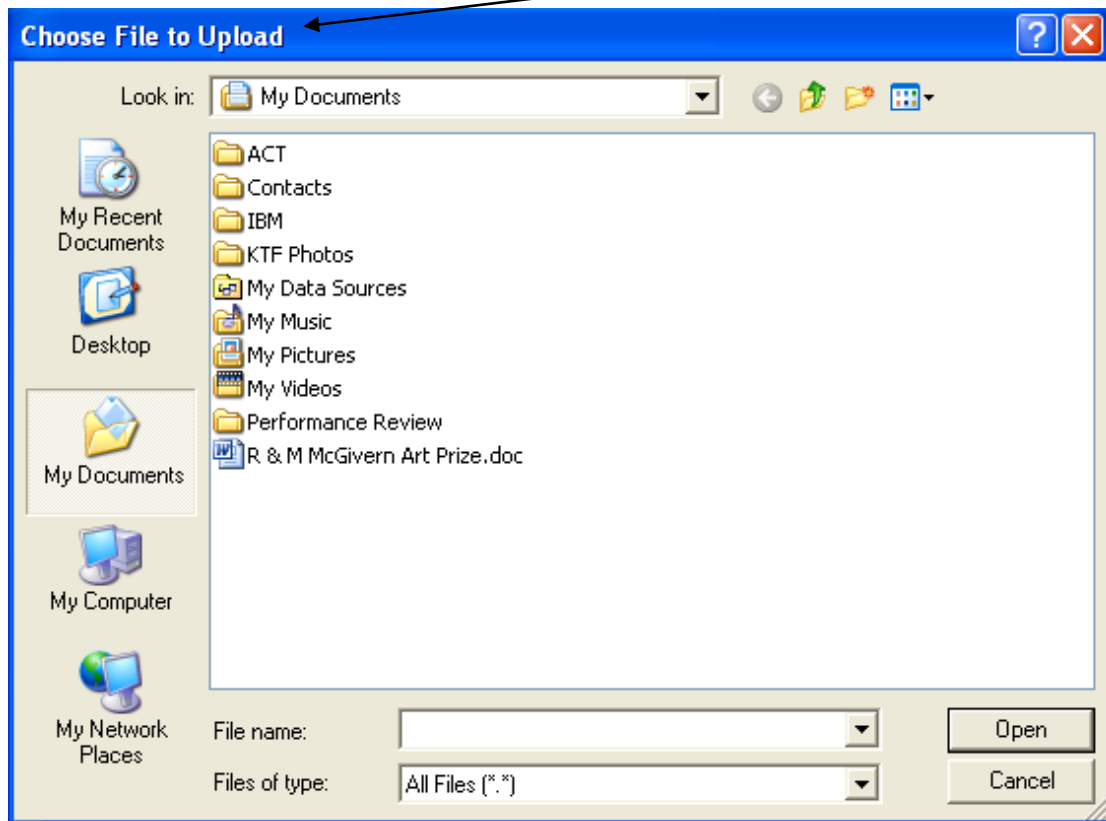 Choose File to Upload
Look in: My Documents
My Recent
Documents
Desktop
My Documents
My Computer
My Network
Places
ACT
Contacts
IBM
KTF Photos
My Data Sources
My Music
My Pictures
My Videos
Performance Review
R & M McGivern Art Prize.doc
File name:
Open
Files of type: All Files (*.*)
Cancel